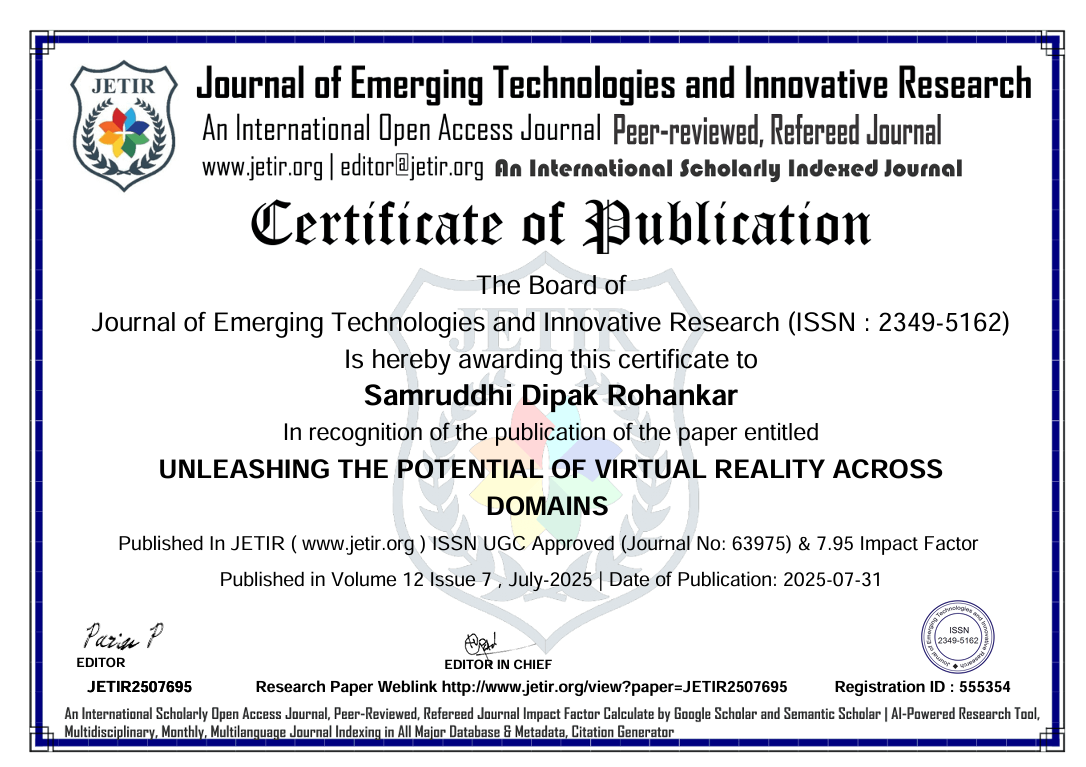 JETIR
Journal of Emerging Technologies and Innovative Research
An International Open Access Journal Peer-reviewed, Refereed Journal
www.jetir.org | editor@jetir.org An International Scholarly Indexed Journal
Certificate of Publication
The Board of
Journal of Emerging Technologies and Innovative Research (ISSN : 2349-5162)
Is hereby awarding this certificate to
Samruddhi Dipak Rohankar
In recognition of the publication of the paper entitled
UNLEASHING THE POTENTIAL OF VIRTUAL REALITY ACROSS
DOMAINS
Published In JETIR ( www.jetir.org ) ISSN UGC Approved (Journal No: 63975) & 7.95 Impact Factor
Published in Volume 12 Issue 7 , July-2025 | Date of Publication: 2025-07-31
EDITOR
EDITOR IN CHIEF
Journal of Emerging Technologies and Innovative Research
ISSN
2349-5162
JETIR2507695 Research Paper Weblink http://www.jetir.org/view?paper=JETIR2507695 Registration ID : 555354
An International Scholarly Open Access Journal, Peer-Reviewed, Refereed Journal Impact Factor Calculate by Google Scholar and Semantic Scholar | AI-Powered Research Tool,
Multidisciplinary, Monthly, Multilanguage Journal Indexing in All Major Database & Metadata, Citation Generator